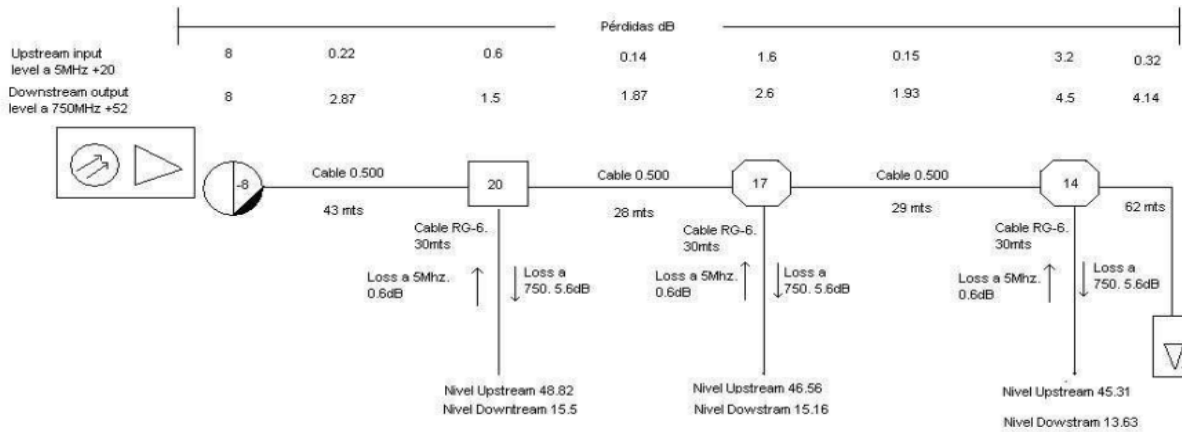 Pérdidas dB
Upstream input
level a 5MHz +20
8 0.22 0.6 0.14 1.6 0.15 3.2 0.32
Downstream output
level a 750MHz +52
8 2.87 1.5 1.87 2.6 1.93 4.5 4.14
-8
Cable 0.500
43 mts
20
Cable 0.500
28 mts
17
Cable 0.500
29 mts
14
62 mts
Cable RG-6.
30mts
Loss a 5Mhz.
0.6dB
Loss a
750. 5.6dB
Cable RG-6.
30mts
Loss a 5Mhz.
0.6dB
Loss a
750. 5.6dB
Cable RG-6.
30mts
Loss a 5Mhz.
0.6dB
Loss a
750. 5.6dB
Nivel Upstream 48.82
Nivel Downtream 15.5
Nivel Upstream 46.56
Nivel Dowstram 15.16
Nivel Upstream 45.31
Nivel Dowstram 13.63